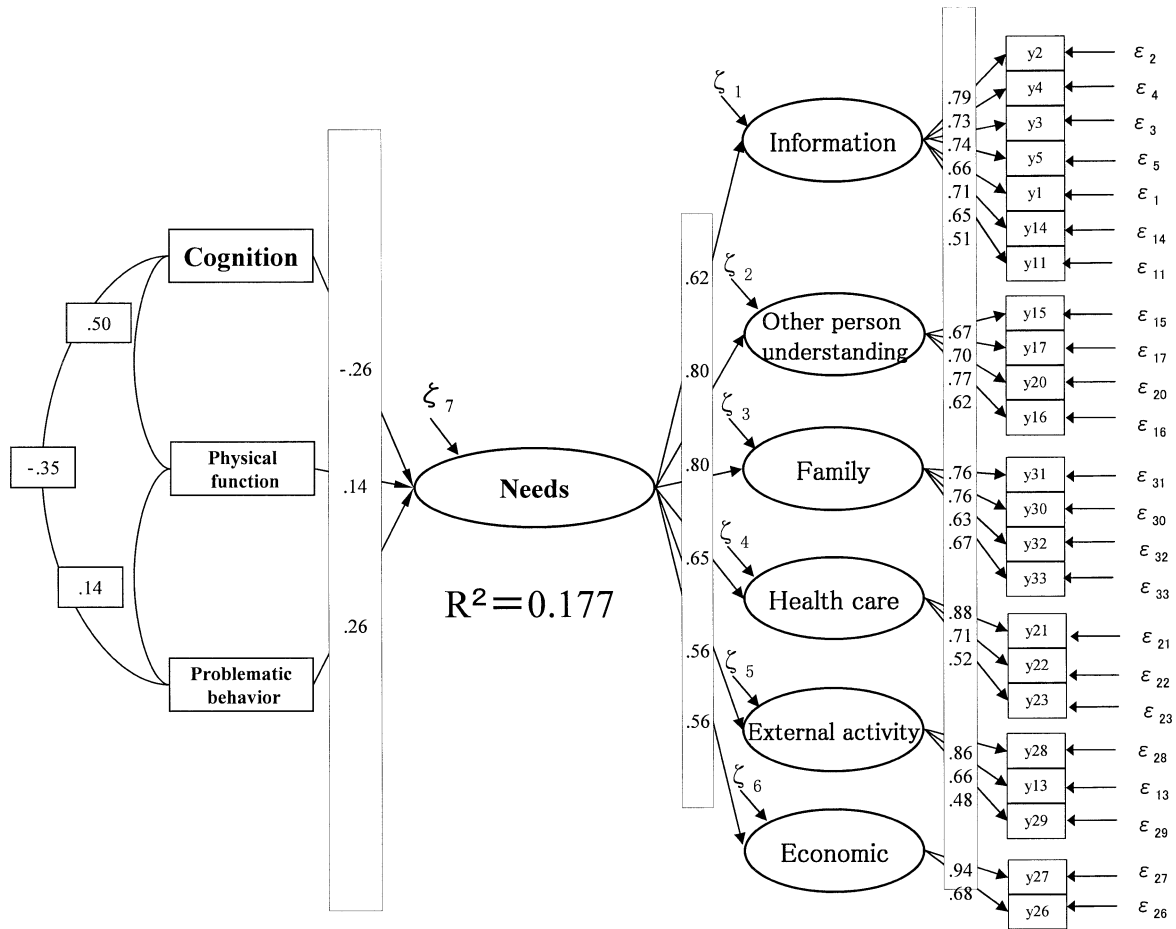 Cognition
Physical
function
Problematic
behavior
.50
-.35
.14
-.26
.14
.26
ζ 7
Needs
R²=0.177
.62
.80
.80
.65
.56
.56
ζ 1
Information
ζ 2
Other person
understanding
ζ 3
Family
ζ 4
Health care
ζ 5
External activity
ζ 6
Economic
.79
.73
.74
.66
.71
.65
.51
y2
y4
y3
y5
y1
y14
y11
ε 2
ε 4
ε 3
ε 5
ε 1
ε 14
ε 11
.67
.70
.77
.62
y15
y17
y20
y16
ε 15
ε 17
ε 20
ε 16
.76
.76
.63
.67
y31
y30
y32
y33
ε 31
ε 30
ε 32
ε 33
.88
.71
.52
y21
y22
y23
ε 21
ε 22
ε 23
.86
.66
.48
y28
y13
y29
ε 28
ε 13
ε 29
.94
.68
y27
y26
ε 27
ε 26